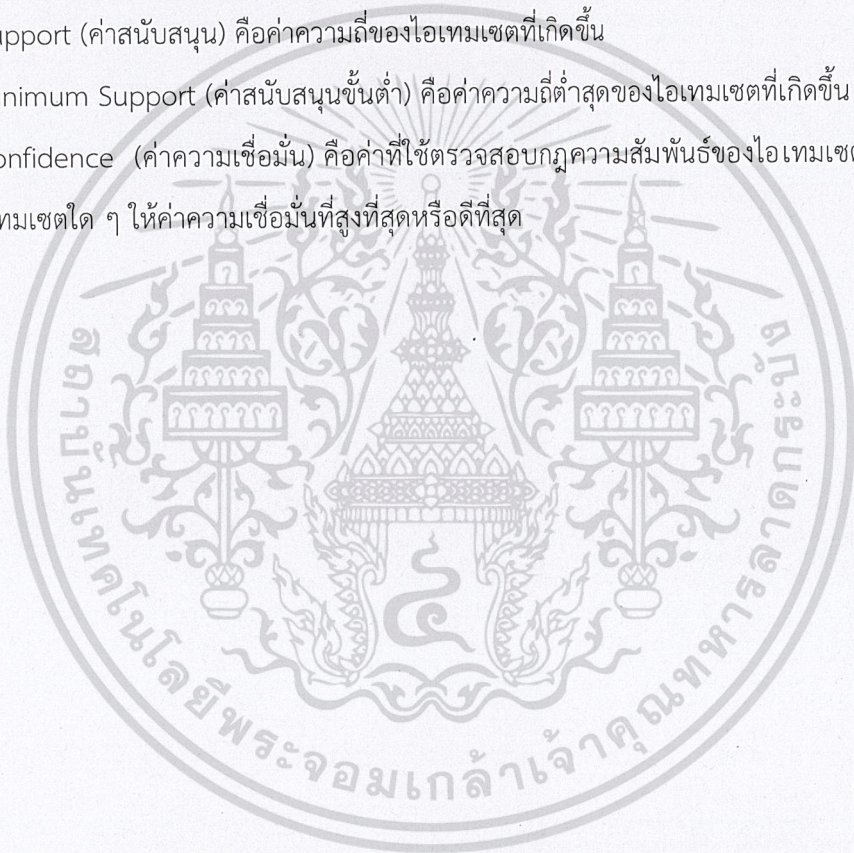 upport (ค่าสนับสนุน) คือค่าความถี่ของไอเทมเซตที่เกิดขึ้น
inimum Support (ค่าสนับสนุนขั้นต่ำ) คือค่าความถี่ต่ำสุดของไอเทมเซตที่เกิดขึ้น
onfidence (ค่าความเชื่อมั่น) คือค่าที่ใช้ตรวจสอบกฎความสัมพันธ์ของไอเทมเซต
ทมเซตใด ๆ ให้ค่าความเชื่อมั่นที่สูงที่สุดหรือดีที่สุด
สถาบันเทคโนโลยีพระจอมเกล้าเจ้าคุณทหารลาดกระบัง
๔